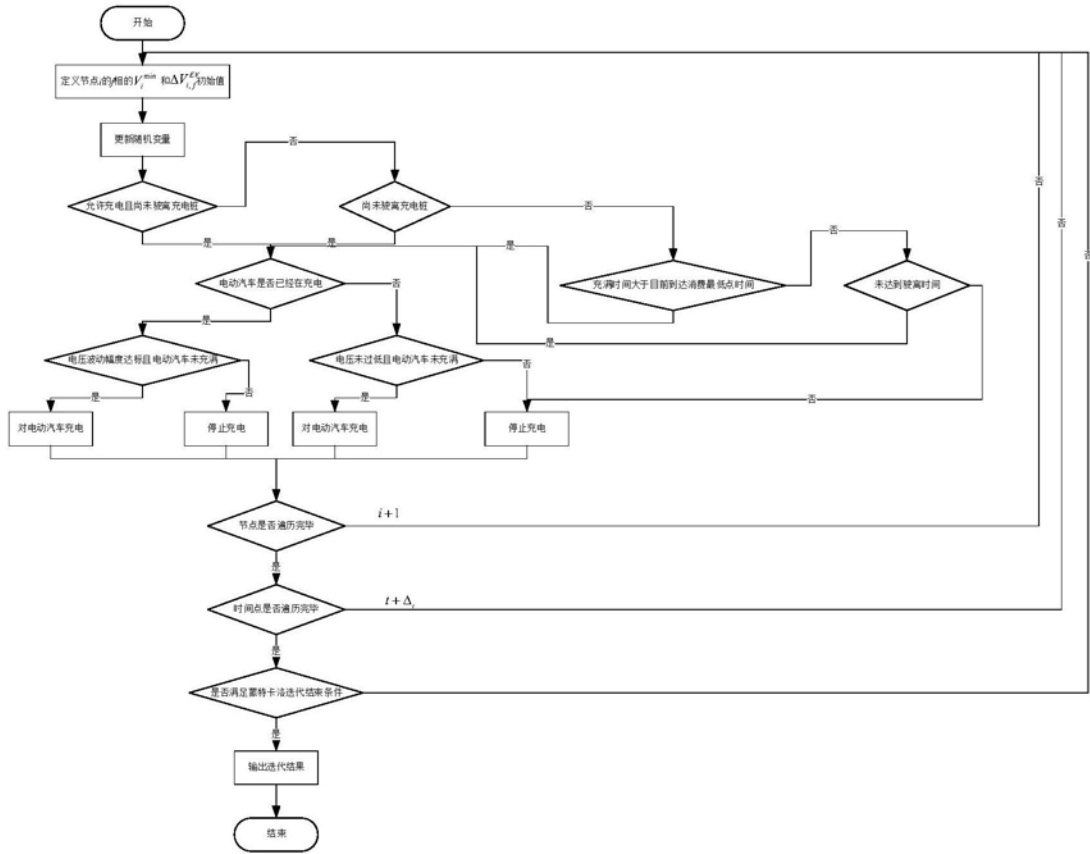 开始
定义节点i的f相的V_i^min 和ΔV_{i,f}^{EV}初始值
更新随机变量
否
允许充电且尚未驶离充电桩
尚未驶离充电桩
否
否
否
否
是
是
是
否
电动汽车是否已经在充电
否
充满时间大于目前到达消费最低点时间
未达到驶离时间
是
是
电压波动幅度达标且电动汽车未充满
电压未过低且电动汽车未充满
否
是
否
是
否
对电动汽车充电
停止充电
对电动汽车充电
停止充电
i+1
节点是否遍历完毕
是
t+Δ_t
时间点是否遍历完毕
是
是否满足蒙特卡洛迭代结束条件
是
输出迭代结果
结束